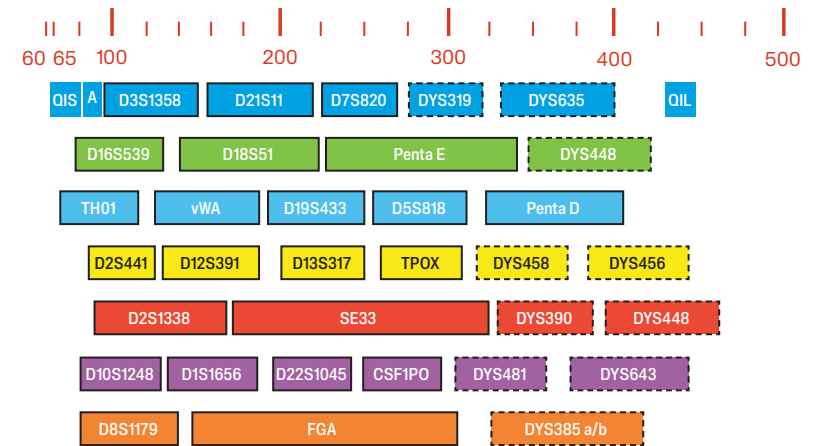 60 65 100 200 300 400 500
QIS A D3S1358 D21S11 D7S820 DYS319 DYS635 QIL
D16S539 D18S51 Penta E DYS448
TH01 vWA D19S433 D5S818 Penta D
D2S441 D12S391 D13S317 TPOX DYS458 DYS456
D2S1338 SE33 DYS390 DYS448
D10S1248 D1S1656 D22S1045 CSF1PO DYS481 DYS643
D8S1179 FGA DYS385 a/b